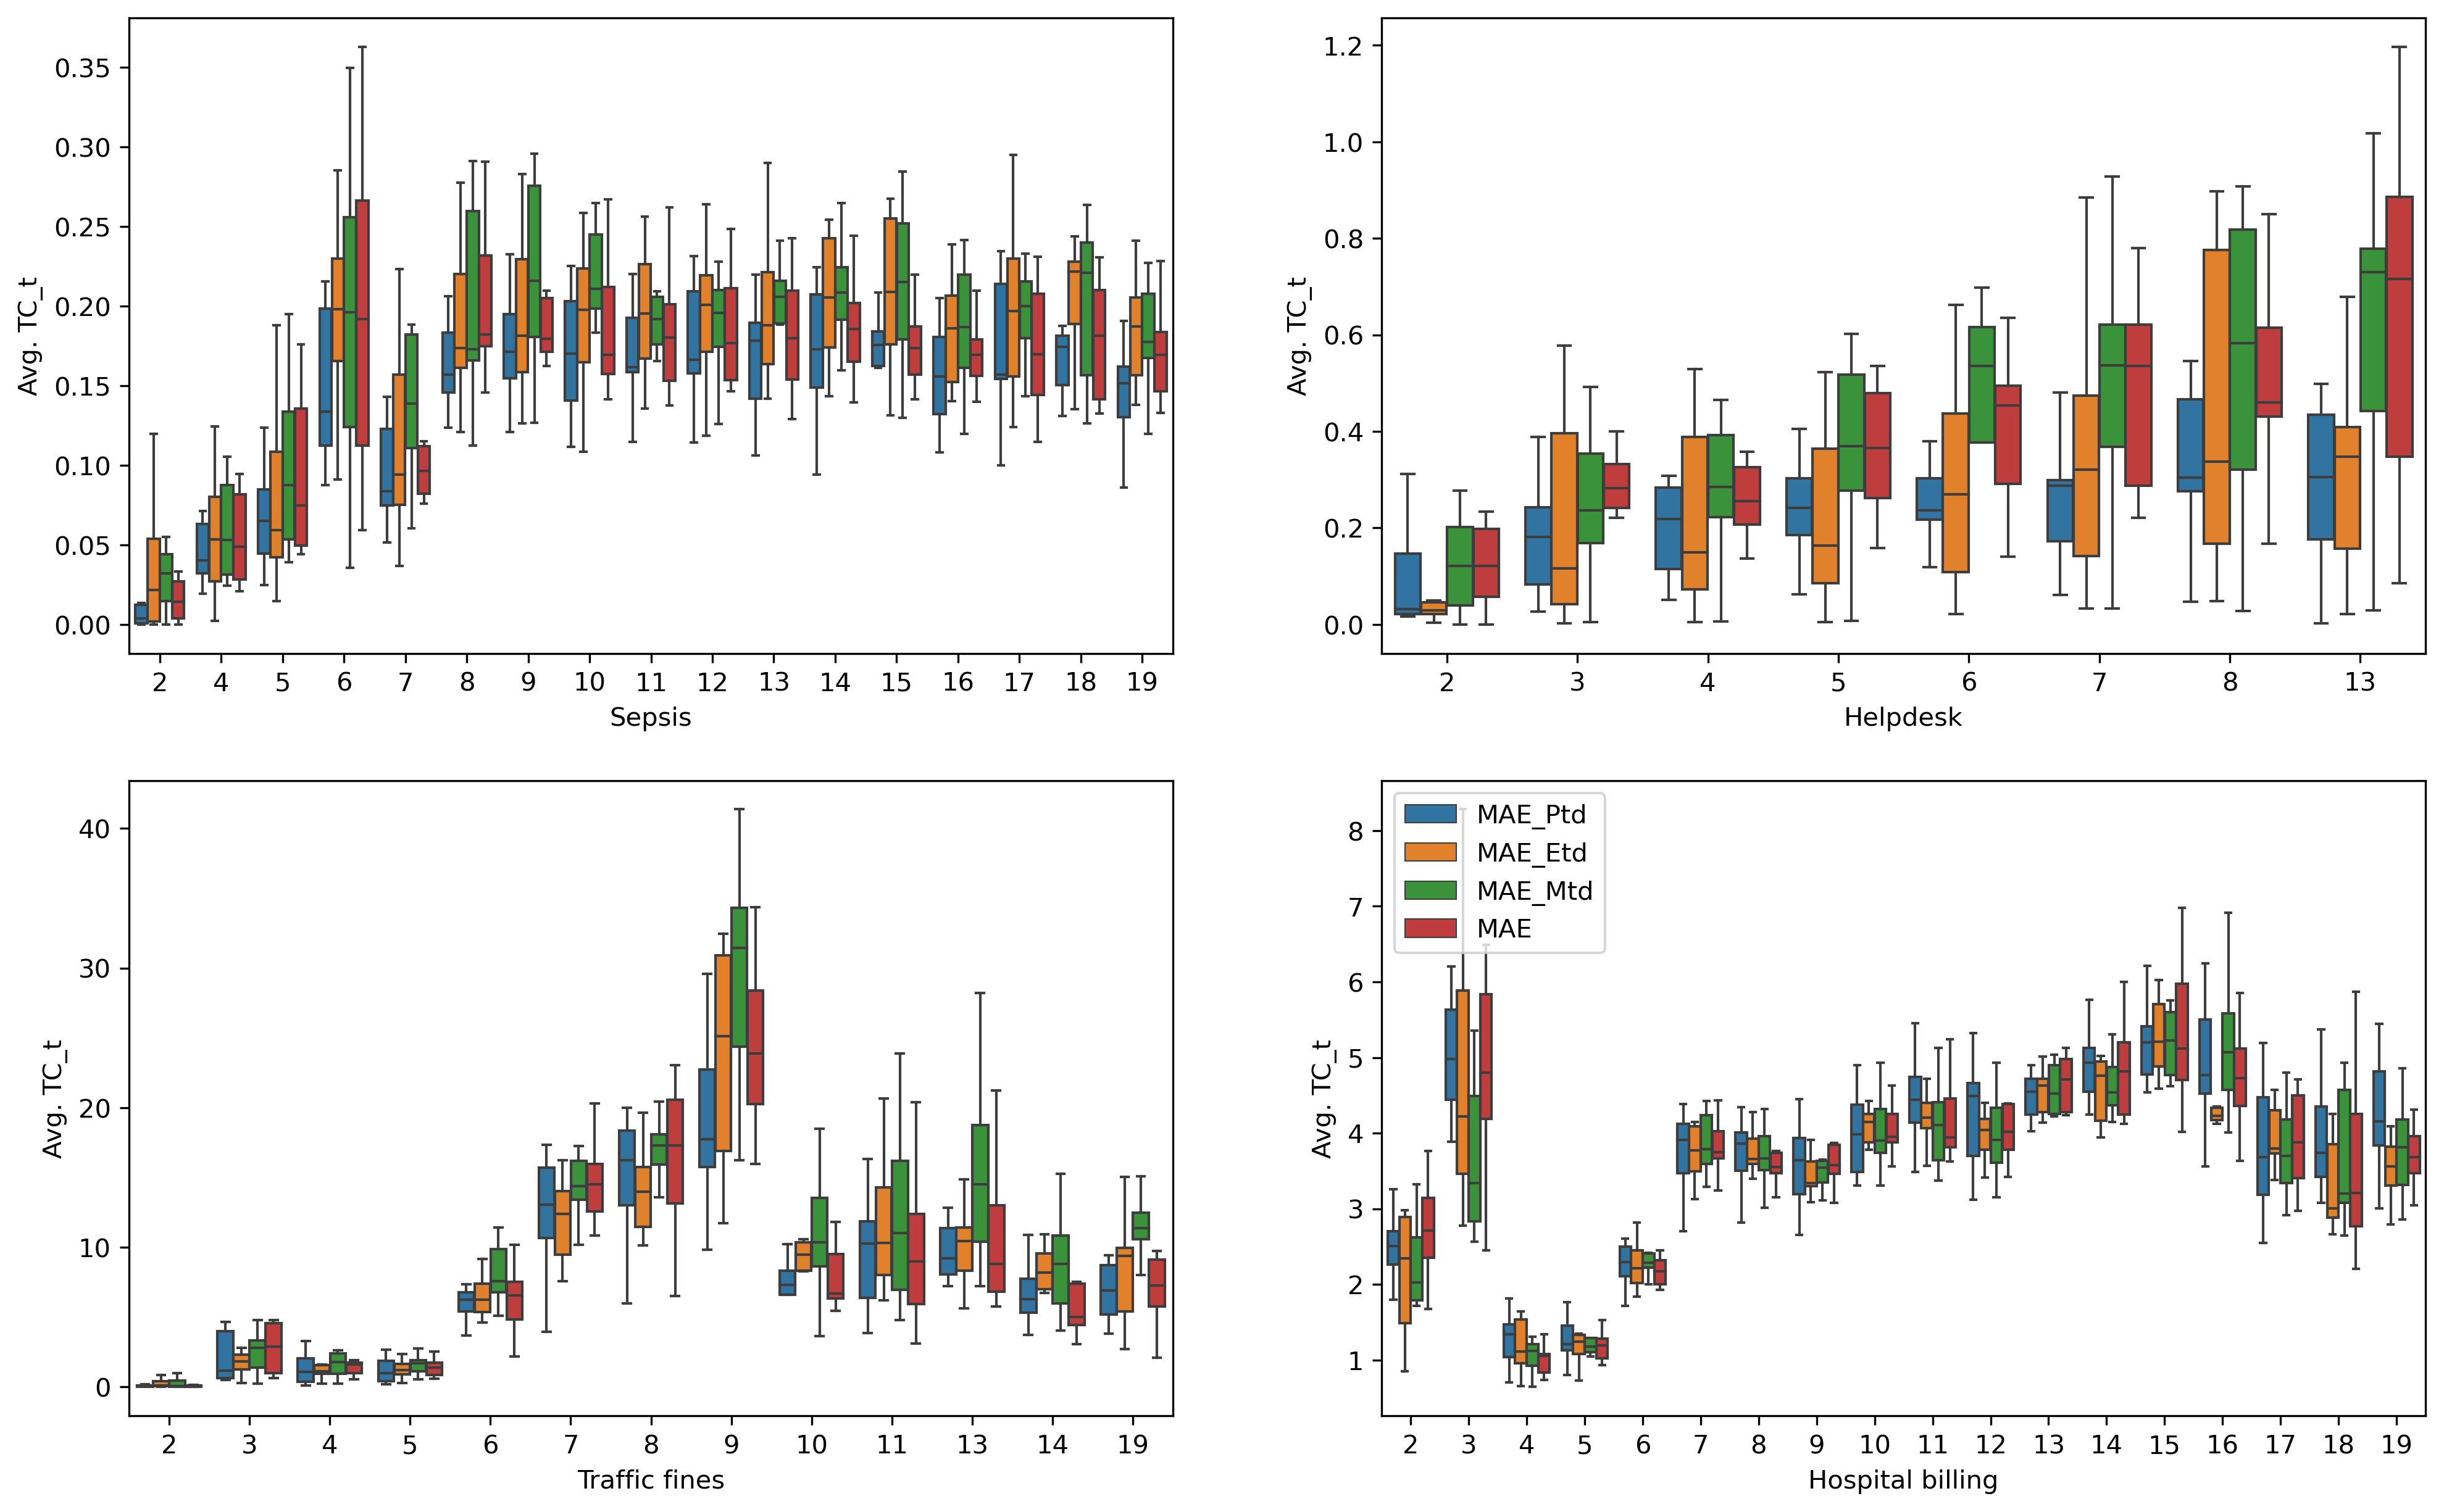 Avg. TC_t
0.35
0.30
0.25
0.20
0.15
0.10
0.05
0.00
2 4 5 6 7 8 9 10 11 12 13 14 15 16 17 18 19
Sepsis
Avg. TC_t
1.2
1.0
0.8
0.6
0.4
0.2
0.0
2 3 4 5 6 7 8 13
Helpdesk
Avg. TC_t
40
30
20
10
0
2 3 4 5 6 7 8 9 10 11 13 14 19
Traffic fines
Avg. TC_t
8
7
6
5
4
3
2
1
MAE_Ptd
MAE_Etd
MAE_Mtd
MAE
2 3 4 5 6 7 8 9 10 11 12 13 14 15 16 17 18 19
Hospital billing